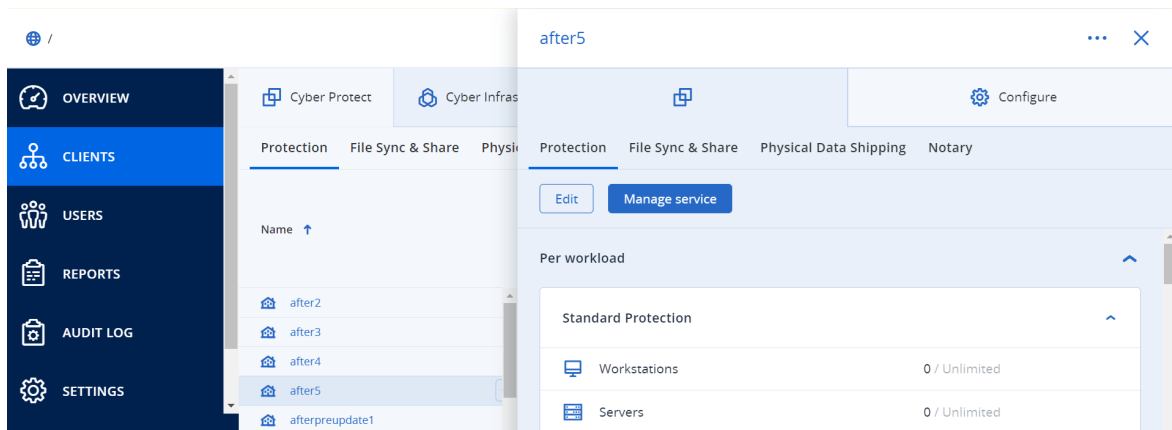 /
after5
OVERVIEW
CLIENTS
USERS
REPORTS
AUDIT LOG
SETTINGS
Cyber Protect
Cyber Infras
Protection File Sync & Share Physic
Name
after2
after3
after4
after5
afterpreupdate1
Configure
Protection File Sync & Share Physical Data Shipping Notary
Edit Manage service
Per workload
Standard Protection
Workstations 0 / Unlimited
Servers 0 / Unlimited